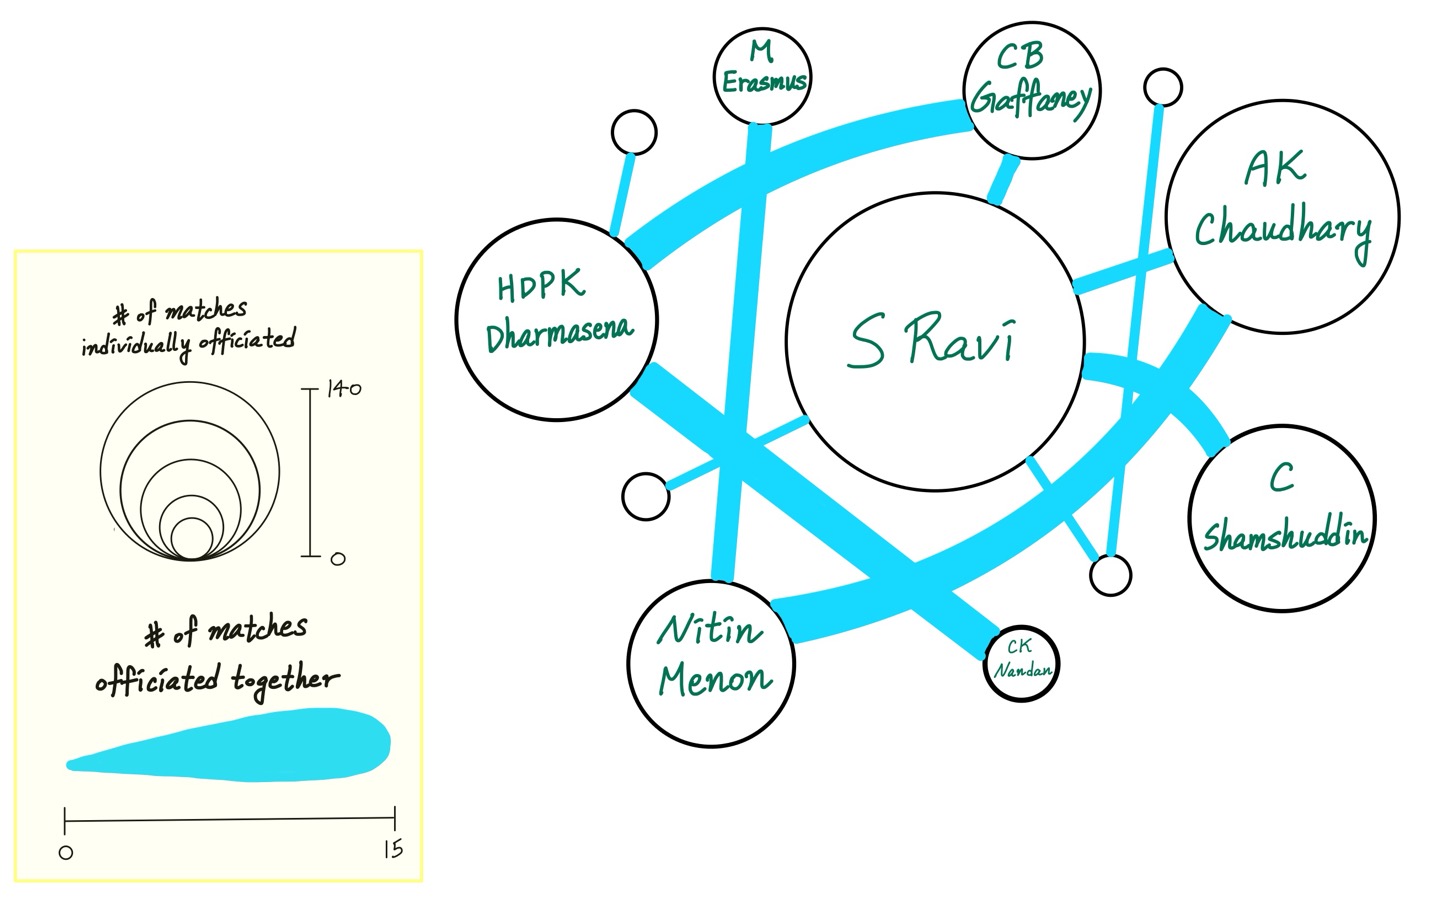 # of matches
individually officiated
140
0
# of matches
officiated together
0
15
M
Erasmus
CB
Gaffaney
AK
Chaudhary
HDPK
Dharmasena
S Ravi
C
Shamshuddin
Nitin
Menon
CK
Nandan